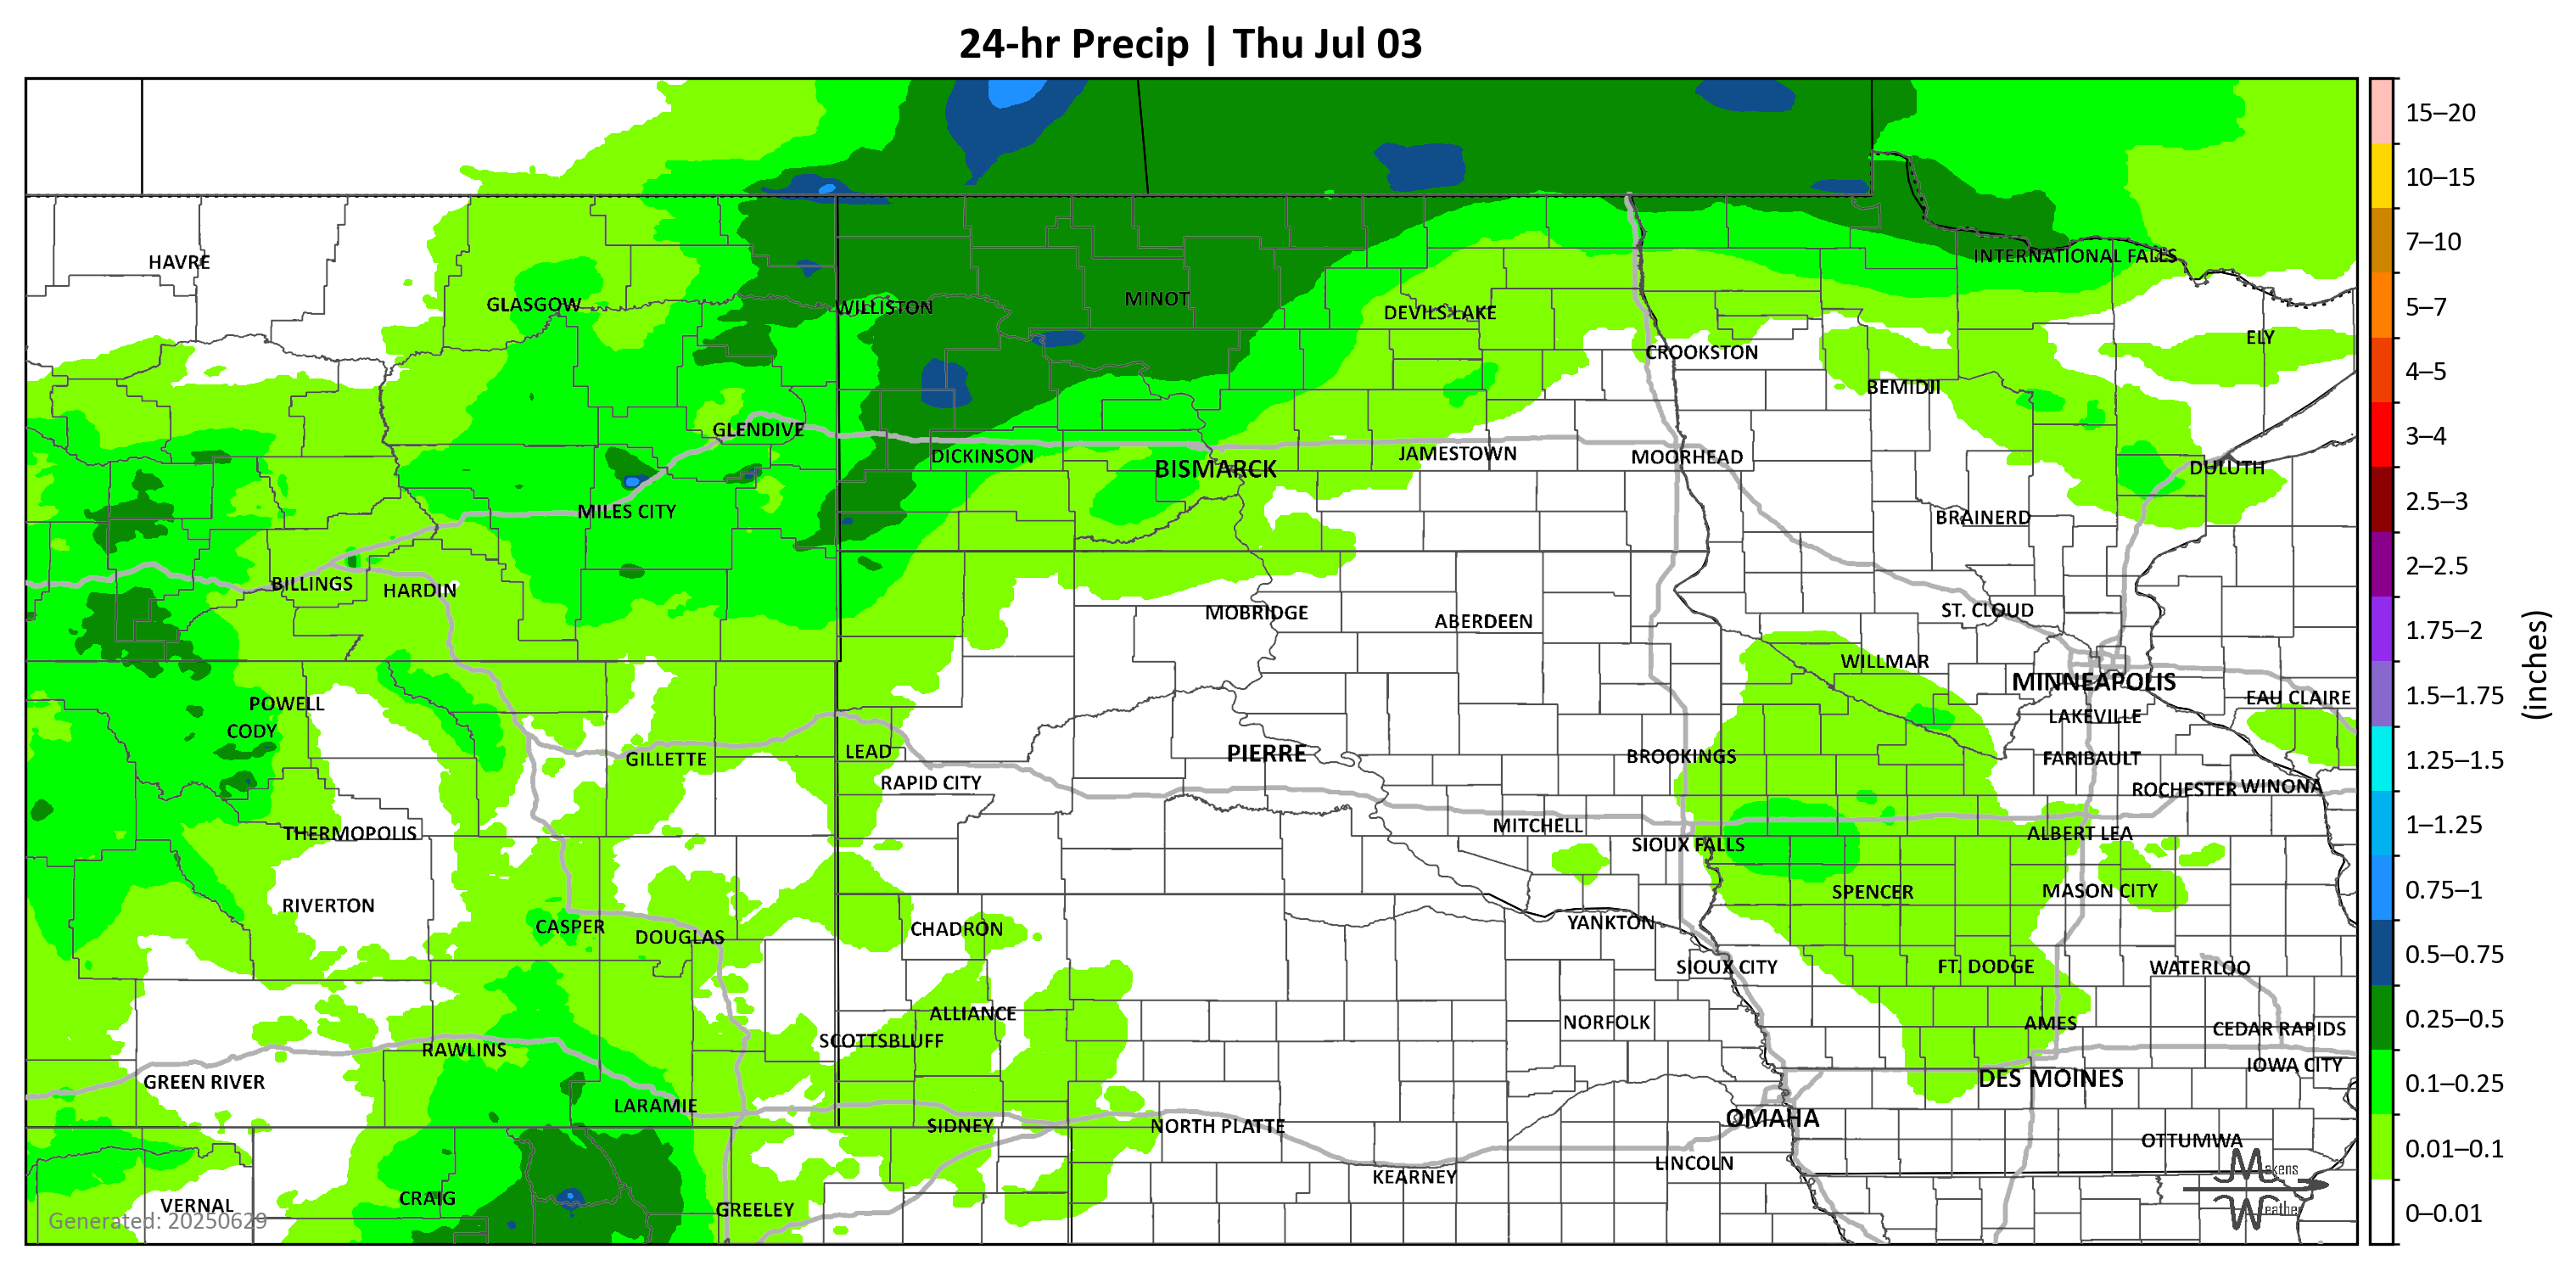 24-hr Precip | Thu Jul 03
HAVRE
INTERNATIONAL FALLS
GLASGOW
WILLISTON
MINOT
DEVILS LAKE
ELY
CROOKSTON
BEMIDJI
GLENDIVE
DICKINSON
BISMARCK
JAMESTOWN
MOORHEAD
DULUTH
MILES CITY
BRAINERD
BILLINGS
HARDIN
MOBRIDGE
ABERDEEN
ST. CLOUD
WILLMAR
MINNEAPOLIS
POWELL
EAU CLAIRE
CODY
LAKEVILLE
GILLETTE
LEAD
PIERRE
BROOKINGS
FARIBAULT
RAPID CITY
ROCHESTER
WINONA
THERMOPOLIS
MITCHELL
SIOUX FALLS
ALBERT LEA
RIVERTON
SPENCER
MASON CITY
CASPER
DOUGLAS
CHADRON
YANKTON
SIOUX CITY
FT. DODGE
WATERLOO
ALLIANCE
NORFOLK
AMES
CEDAR RAPIDS
SCOTTSBLUFF
RAWLINS
IOWA CITY
GREEN RIVER
DES MOINES
LARAMIE
SIDNEY
NORTH PLATTE
OMAHA
OTTUMWA
LINCOLN
KEARNEY
VERNAL
CRAIG
GREELEY
Generated: 20250629
Makens
Weather
15–20
10–15
7–10
5–7
4–5
3–4
2.5–3
2–2.5
1.75–2
1.5–1.75
1.25–1.5
1–1.25
0.75–1
0.5–0.75
0.25–0.5
0.1–0.25
0.01–0.1
0–0.01
(inches)